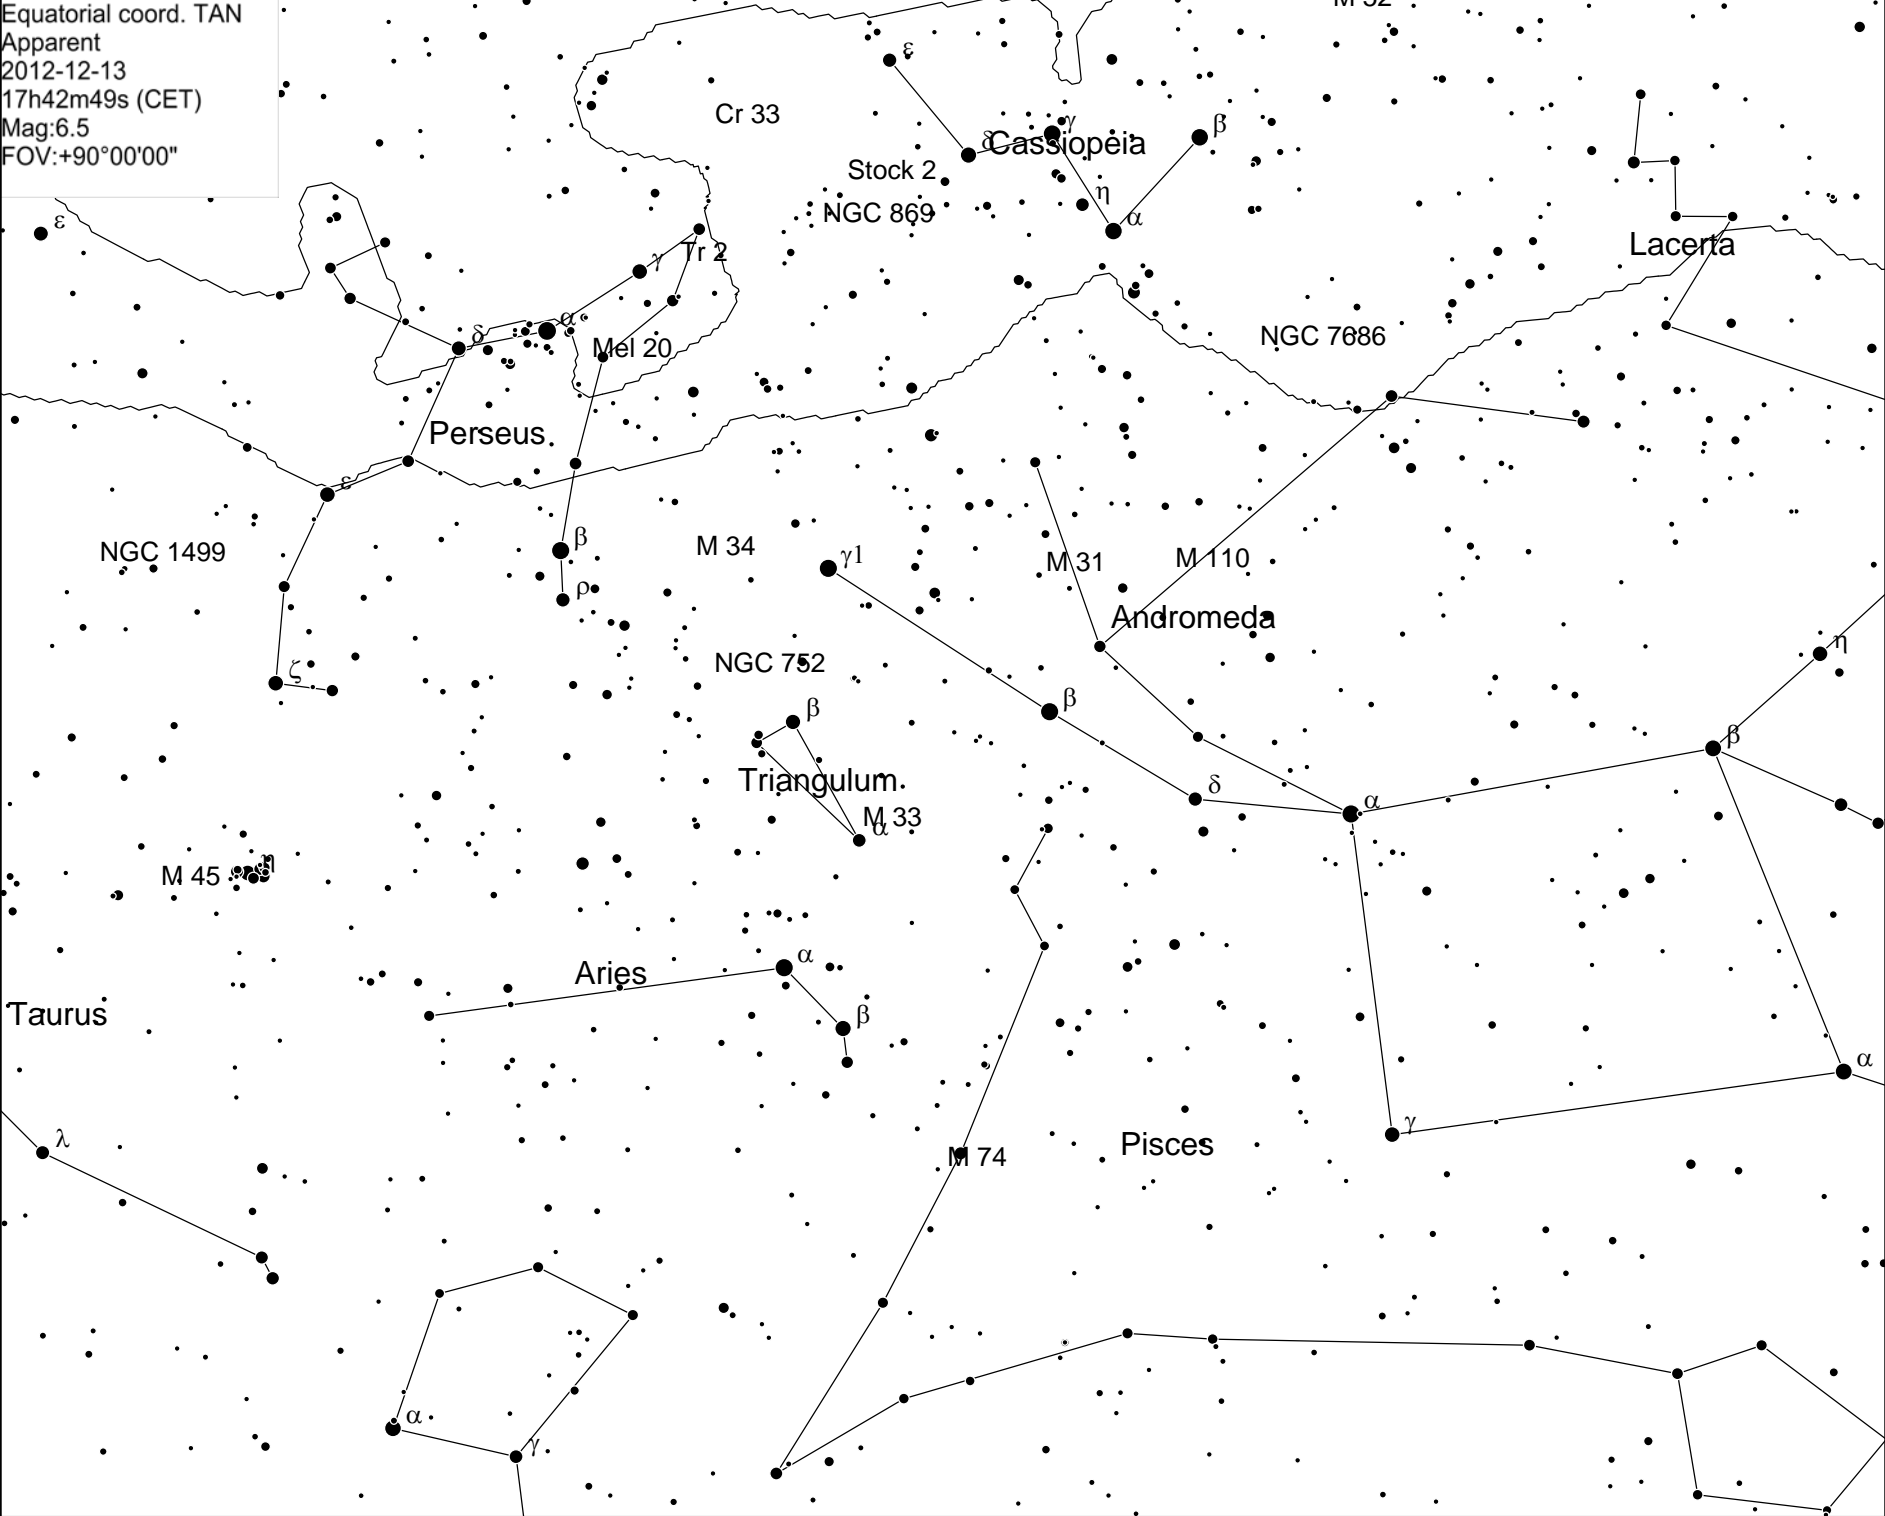 Equatorial coord. TAN
Apparent
2012-12-13
17h42m49s (CET)
Mag:6.5
FOV:+90°00'00"
ε
Cr 33
γ
β
δ
Cassiopeia
Stock 2
η
NGC 869
α
ε
Lacerta
γ
Tr 2
α
δ
Mel 20
NGC 7686
Perseus
ε
β
M 34
γ1
NGC 1499
M 31
M 110
ρ
Andromeda
η
NGC 752
ζ
β
β
β
Triangulum
δ
α
M 33
α
η
M 45
α
Aries
β
Taurus
α
γ
λ
Pisces
M 74
α
γ